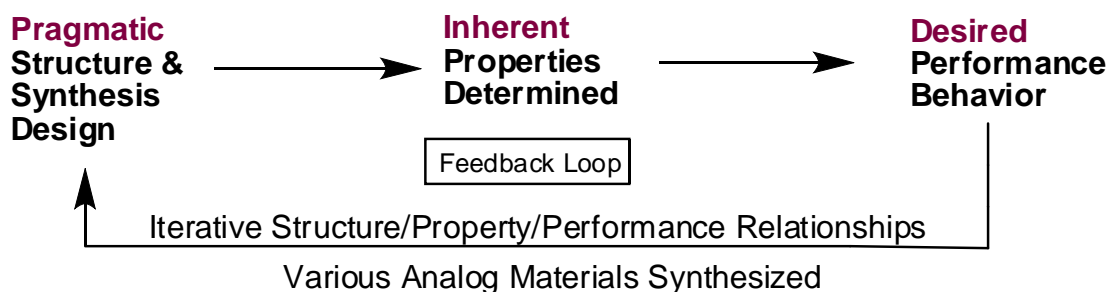 Pragmatic
Structure &
Synthesis
Design
Inherent
Properties
Determined
Desired
Performance
Behavior
Feedback Loop
Iterative Structure/Property/Performance Relationships
Various Analog Materials Synthesized